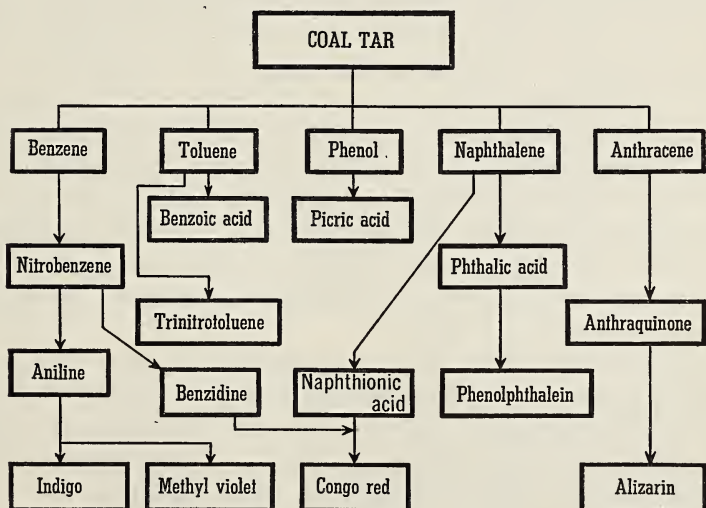 COAL TAR
Benzene
Toluene
Phenol
Naphthalene
Anthracene
Benzoic acid
Picric acid
Nitrobenzene
Phthalic acid
Trinitrotoluene
Anthraquinone
Aniline
Benzidine
Naphthionic
acid
Phenolphthalein
Indigo
Methyl violet
Congo red
Alizarin